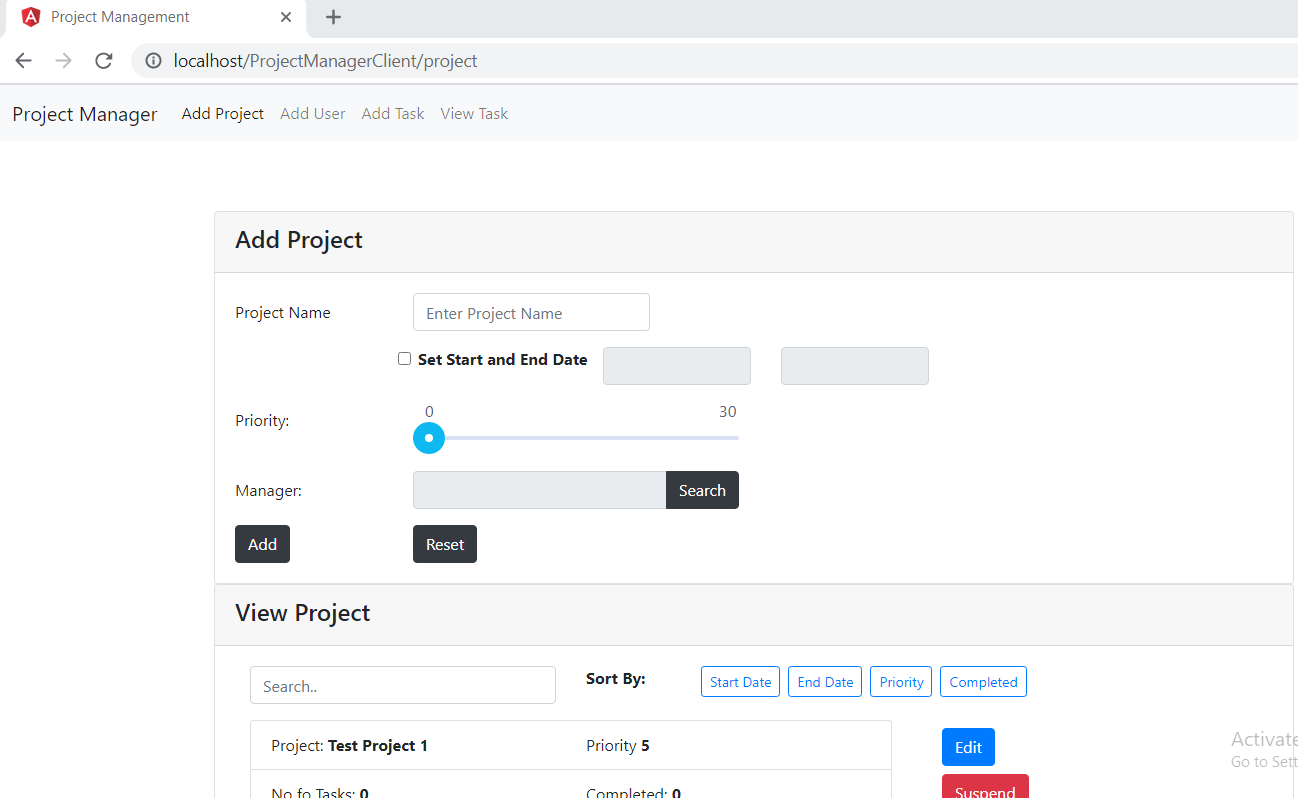 Project Management
localhost/ProjectManagerClient/project
Project Manager Add Project Add User Add Task View Task
Add Project
Project Name Enter Project Name
Set Start and End Date
0 30
Priority:
Manager: Search
Add Reset
View Project
Search.. Sort By: Start Date End Date Priority Completed
Project: Test Project 1 Priority 5 Edit
No fo Tasks: 0 Completed: 0 Suspend
Activate
Go to Sett